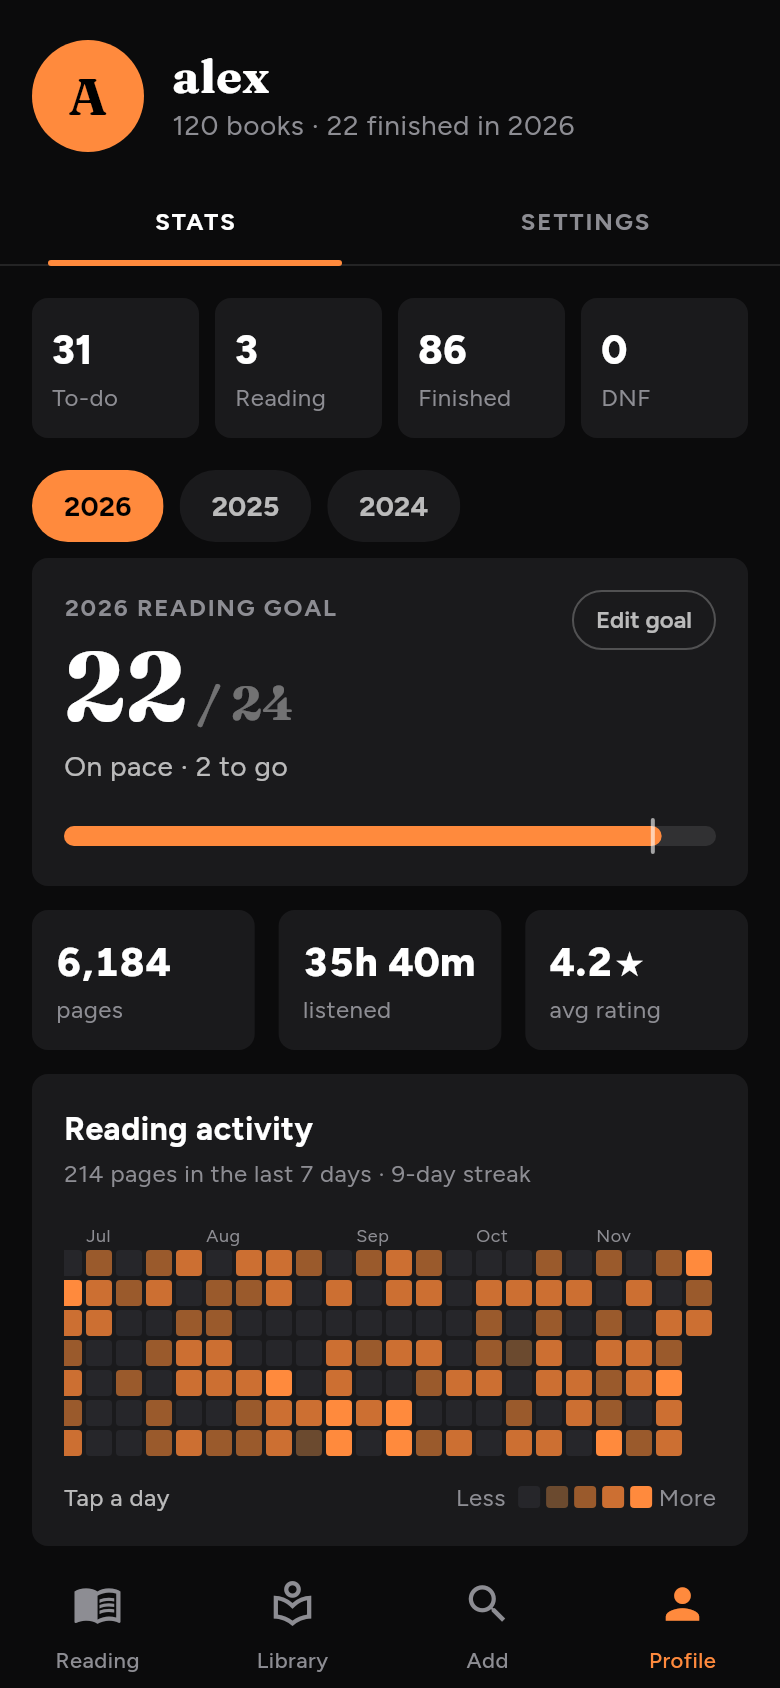 A
alex
120 books · 22 finished in 2026
STATS
SETTINGS
31
To-do
3
Reading
86
Finished
0
DNF
2026
2025
2024
2026 READING GOAL
Edit goal
22 / 24
On pace · 2 to go
6,184
pages
35h 40m
listened
4.2★
avg rating
Reading activity
214 pages in the last 7 days · 9-day streak
Jul Aug Sep Oct Nov
Tap a day
Less
More
Reading
Library
Add
Profile